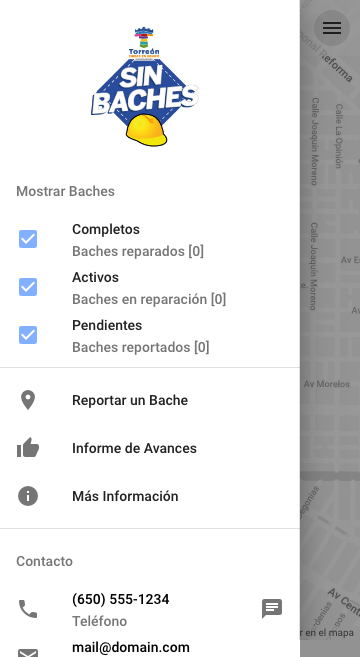 Torreón
SIN
BACHES
Mostrar Baches
Completos
Baches reparados [0]
Activos
Baches en reparación [0]
Pendientes
Baches reportados [0]
Reportar un Bache
Informe de Avances
Más Información
Contacto
(650) 555-1234
Teléfono
mail@domain.com
Reforma
Calle Joaquín Moreno
Calle La Opinión
Calle Joaquín Moreno
Av E
Av
Av Morelos
Av Cent
r en el mapa